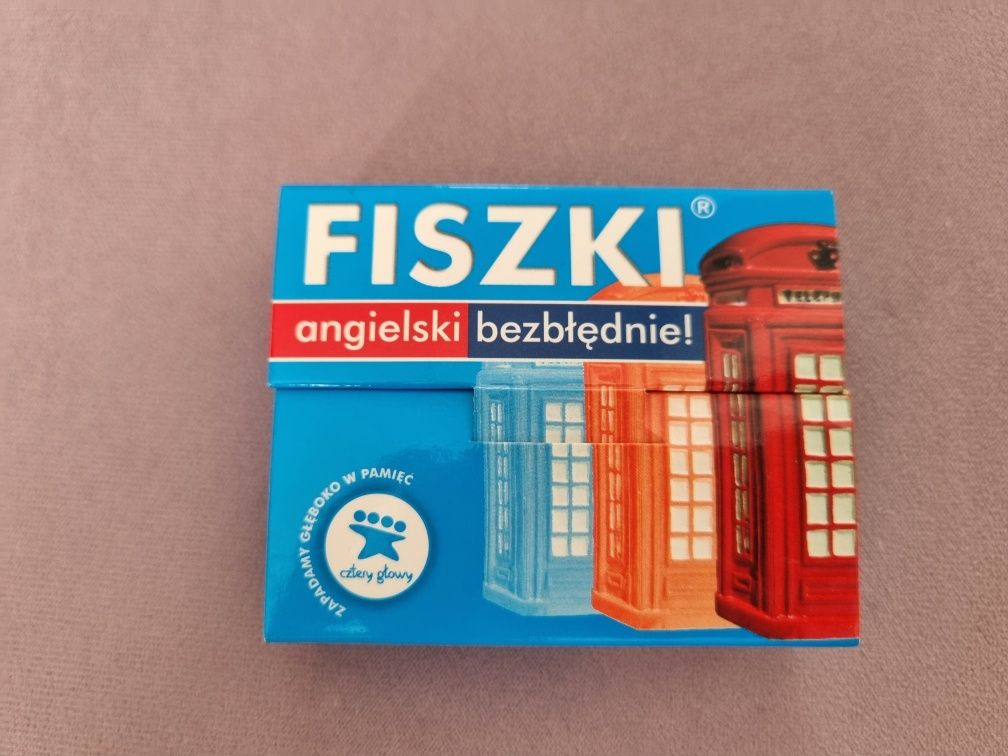 FISZKI®
angielski bezbłędnie!
ZAPADAMY GŁĘBOKO W PAMIĘĆ
cztery głowy